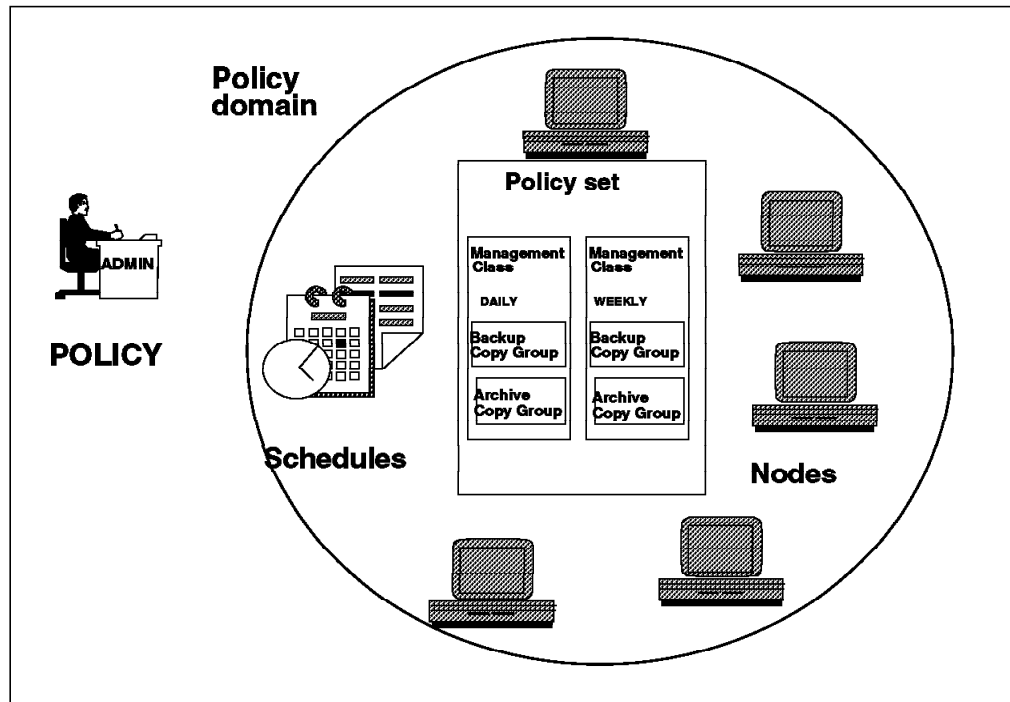 Policy
domain
ADMIN
POLICY
Schedules
Policy set
Management
Class
DAILY
Backup
Copy Group
Archive
Copy Group
Management
Class
WEEKLY
Backup
Copy Group
Archive
Copy Group
Nodes